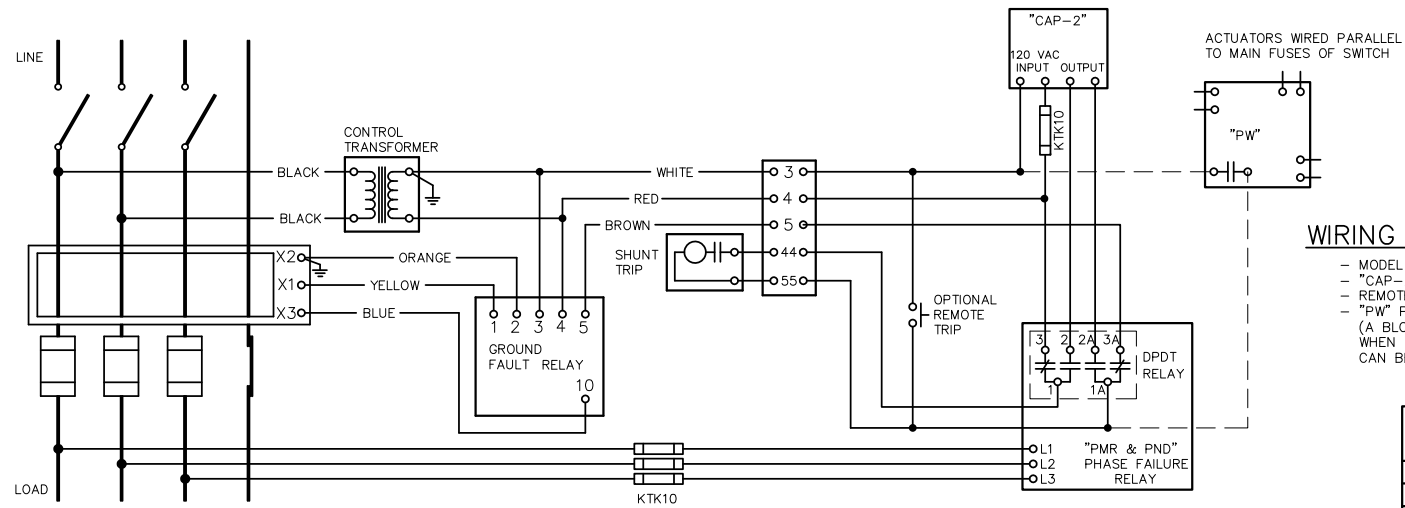 "CAP-2"
120 VAC
INPUT OUTPUT
KTK10
ACTUATORS WIRED PARALLEL
TO MAIN FUSES OF SWITCH
"PW"
LINE
CONTROL
TRANSFORMER
BLACK
BLACK
WHITE
RED
BROWN
3
4
5
44
55
SHUNT
TRIP
OPTIONAL
REMOTE
TRIP
X2
X1
X3
ORANGE
YELLOW
BLUE
1 2 3 4 5
GROUND
FAULT RELAY
10
3 2 2A 3A
DPDT
RELAY
1 1A
L1
L2
L3
"PMR & PND"
PHASE FAILURE
RELAY
KTK10
LOAD
WIRING
- MODEL
- "CAP-
- REMOT
- "PW" P
(A BLO
WHEN
CAN B